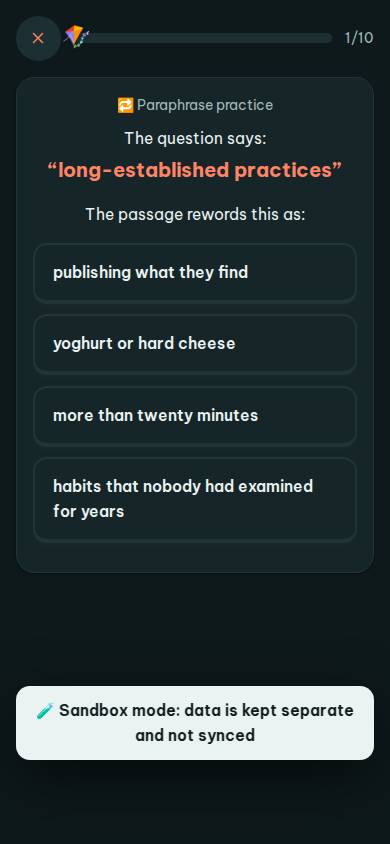 1/10
🔁 Paraphrase practice
The question says:
“long-established practices”
The passage rewords this as:
publishing what they find
yoghurt or hard cheese
more than twenty minutes
habits that nobody had examined
for years
🧪 Sandbox mode: data is kept separate
and not synced